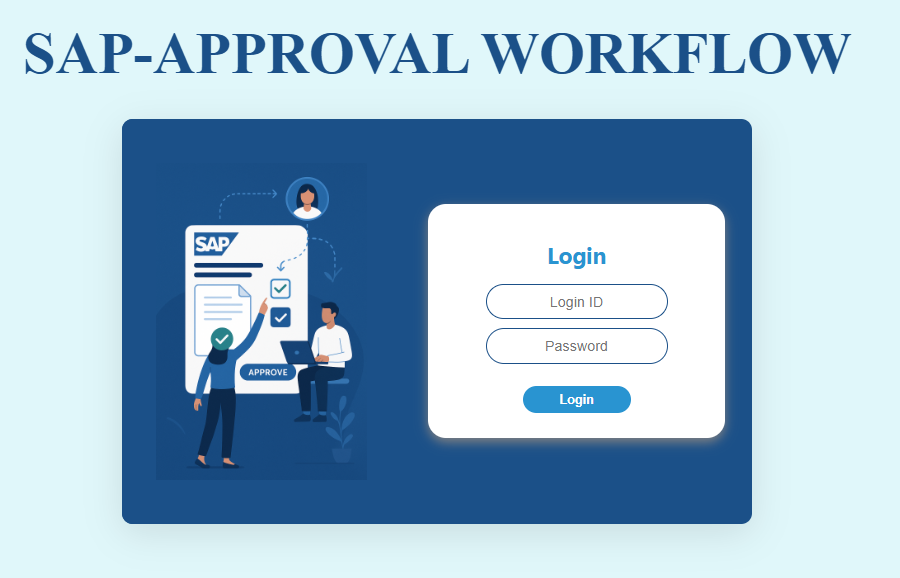 SAP-APPROVAL WORKFLOW
SAP
APPROVE
Login
Login ID
Password
Login